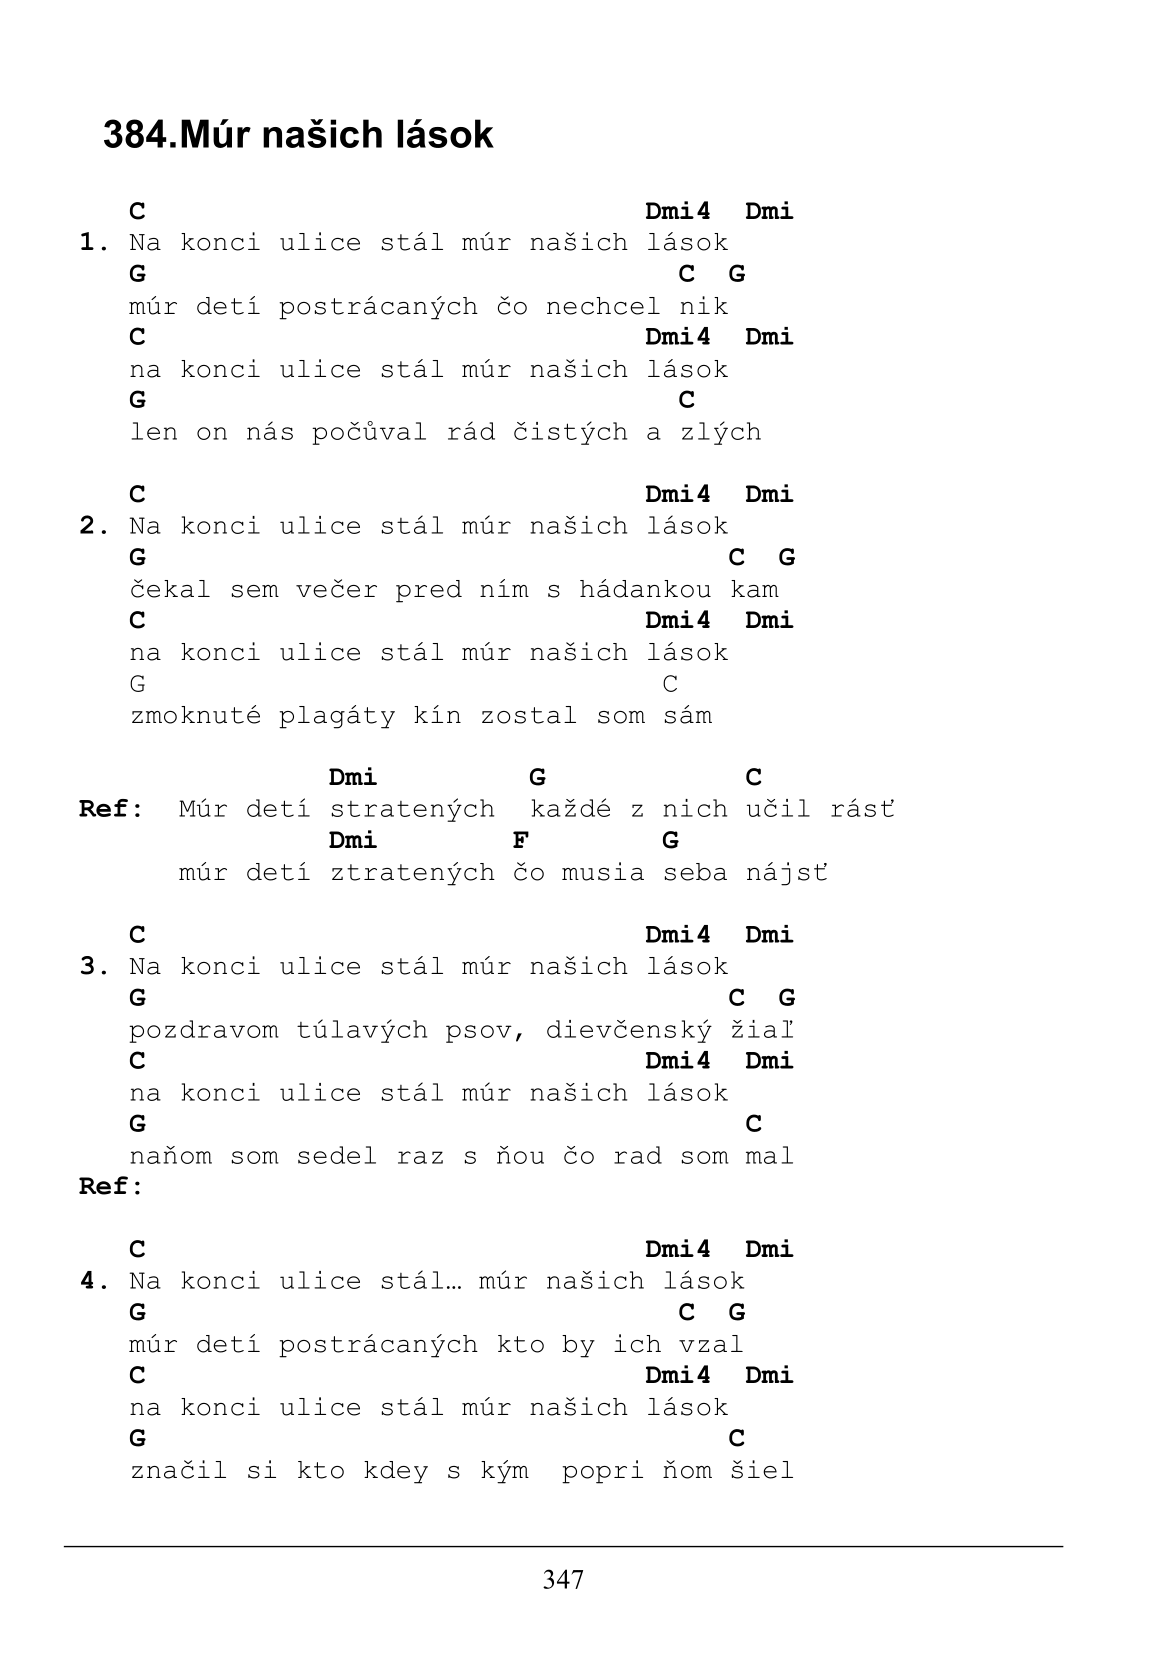 384.Múr našich lások
C Dmi4 Dmi
1. Na konci ulice stál múr našich lások
G C G
múr detí postrácaných čo nechcel nik
C Dmi4 Dmi
na konci ulice stál múr našich lások
G C
len on nás počůval rád čistých a zlých
C Dmi4 Dmi
2. Na konci ulice stál múr našich lások
G C G
čekal sem večer pred ním s hádankou kam
C Dmi4 Dmi
na konci ulice stál múr našich lások
G C
zmoknuté plagáty kín zostal som sám
Dmi G C
Ref: Múr detí stratených každé z nich učil rásť
Dmi F G
múr detí ztratených čo musia seba nájsť
C Dmi4 Dmi
3. Na konci ulice stál múr našich lások
G C G
pozdravom túlavých psov, dievčenský žiaľ
C Dmi4 Dmi
na konci ulice stál múr našich lások
G C
naňom som sedel raz s ňou čo rad som mal
Ref:
C Dmi4 Dmi
4. Na konci ulice stál… múr našich lások
G C G
múr detí postrácaných kto by ich vzal
C Dmi4 Dmi
na konci ulice stál múr našich lások
G C
značil si kto kdey s kým popri ňom šiel
347